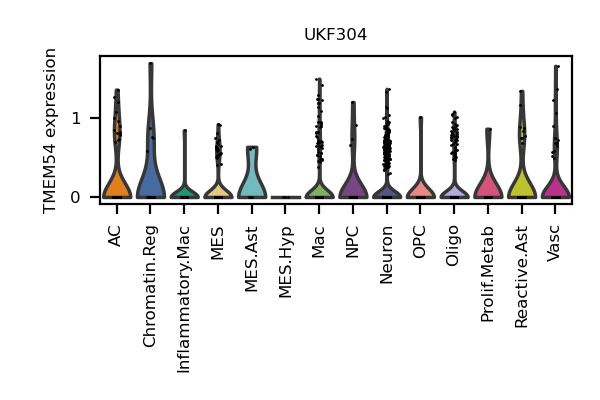 UKF304
TMEM54 expression
1
0
AC
Chromatin.Reg
Inflammatory.Mac
MES
MES.Ast
MES.Hyp
Mac
NPC
Neuron
OPC
Oligo
Prolif.Metab
Reactive.Ast
Vasc